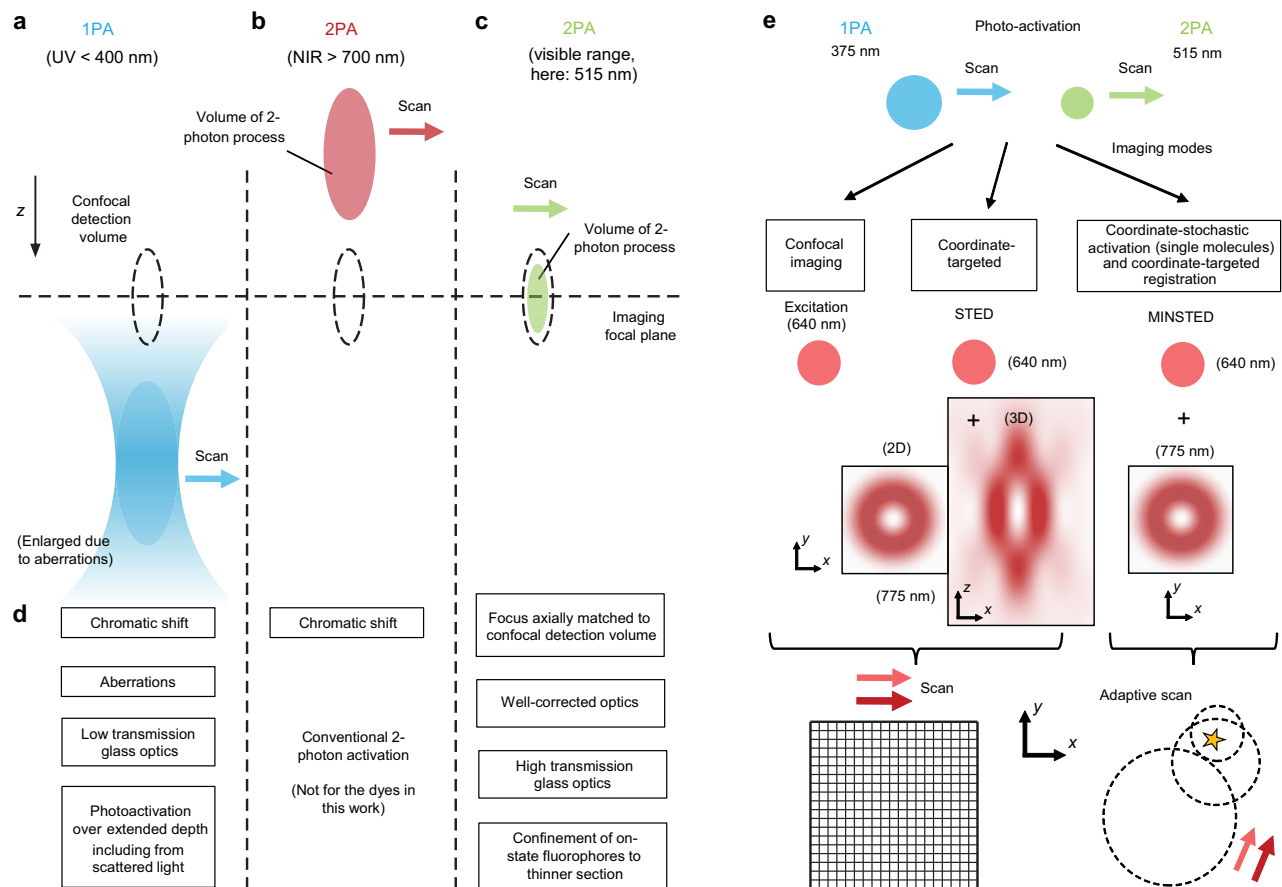 a
1PA
(UV < 400 nm)
b
2PA
(NIR > 700 nm)
c
2PA
(visible range,
here: 515 nm)
Volume of 2-
photon process
Scan
Scan
Volume of 2-
photon process
z
Confocal
detection
volume
Imaging
focal plane
Scan
(Enlarged due
to aberrations)
d
Chromatic shift
Aberrations
Low transmission
glass optics
Photoactivation
over extended depth
including from
scattered light
Chromatic shift
Conventional 2-
photon activation
(Not for the dyes in
this work)
Focus axially matched to
confocal detection volume
Well-corrected optics
High transmission
glass optics
Confinement of on-
state fluorophores to
thinner section
e
1PA
375 nm
Photo-activation
2PA
515 nm
Scan
Scan
Imaging modes
Confocal
imaging
Coordinate-
targeted
Coordinate-stochastic
activation (single molecules)
and coordinate-targeted
registration
Excitation
(640 nm)
STED
(640 nm)
MINSTED
(640 nm)
+
(3D)
(2D)
+
(775 nm)
y
x
(775 nm)
z
x
y
x
Scan
y
x
Adaptive scan